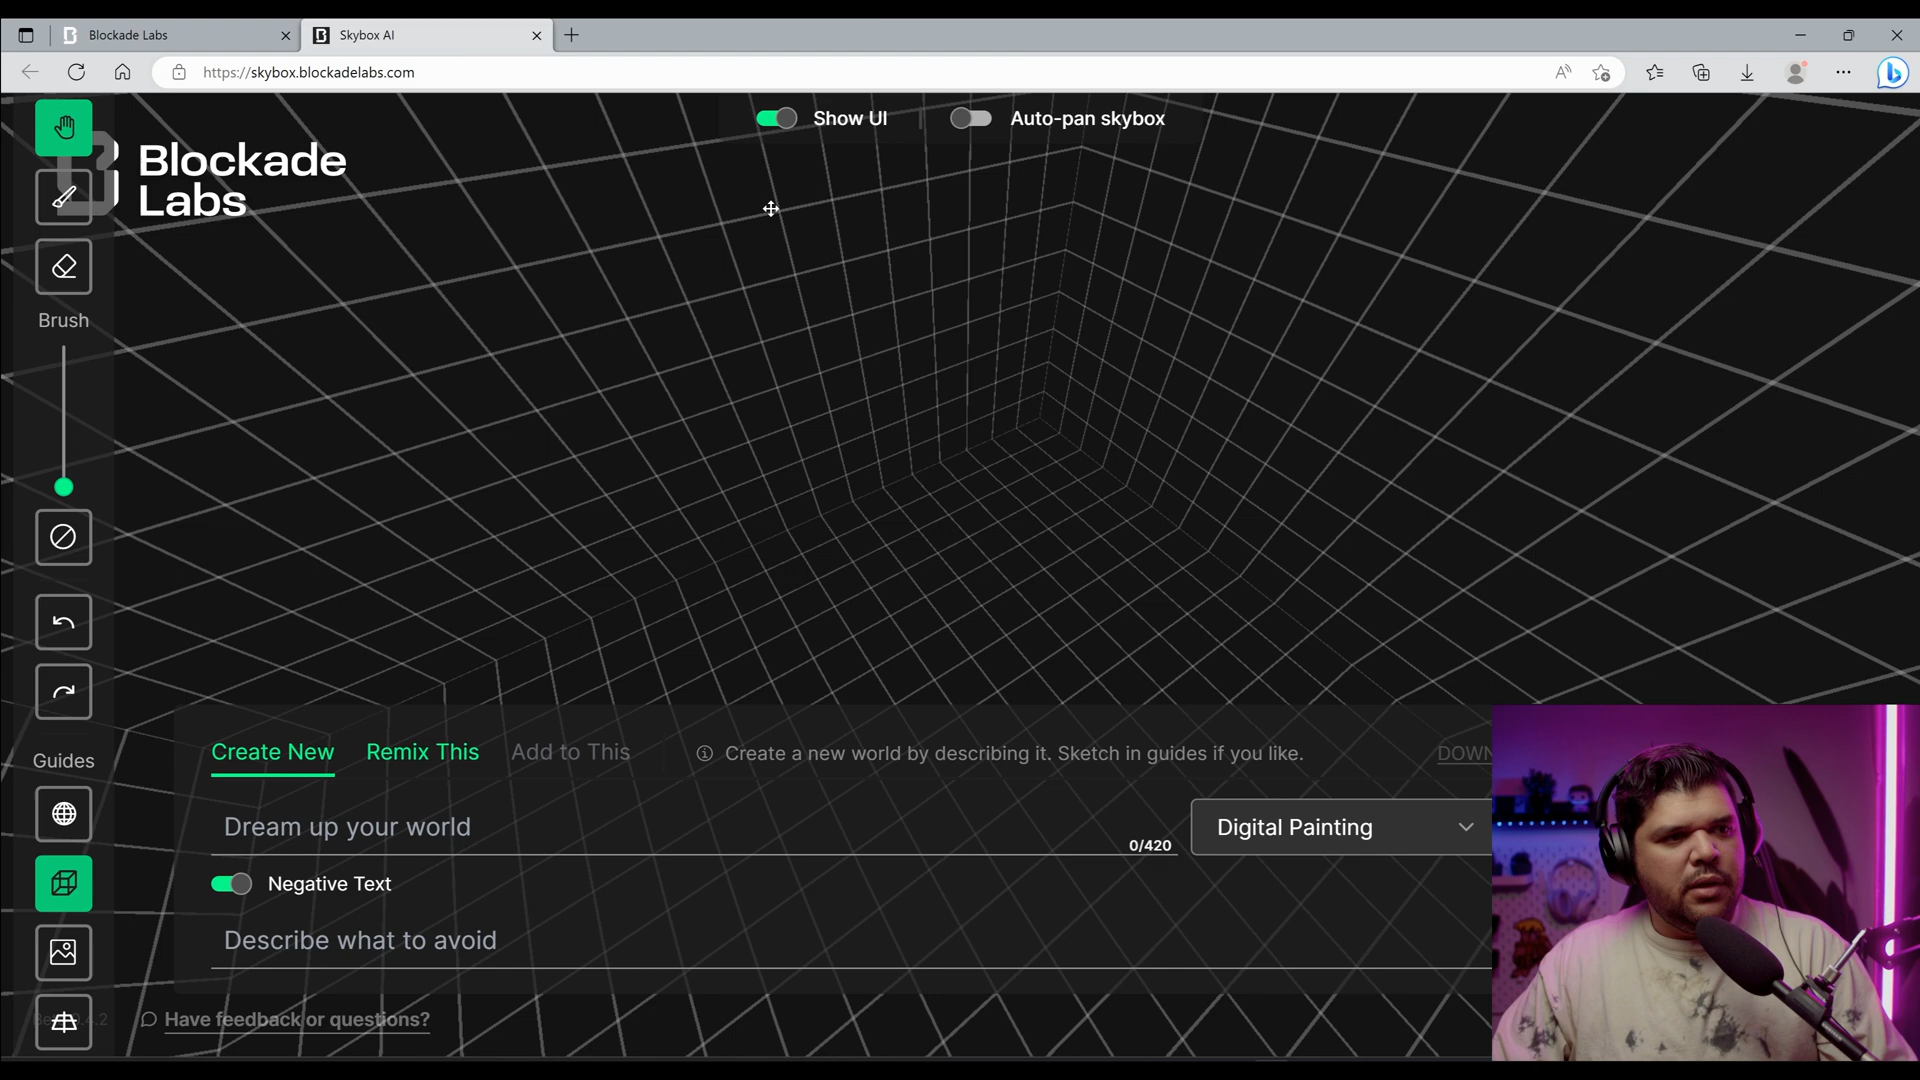 Blockade Labs
Skybox AI
https://skybox.blockadelabs.com
Show UI
Auto-pan skybox
Blockade
Labs
Brush
Guides
Create New
Remix This
Add to This
Create a new world by describing it. Sketch in guides if you like.
DOWN
Dream up your world
0/420
Digital Painting
Negative Text
Describe what to avoid
Have feedback or questions?